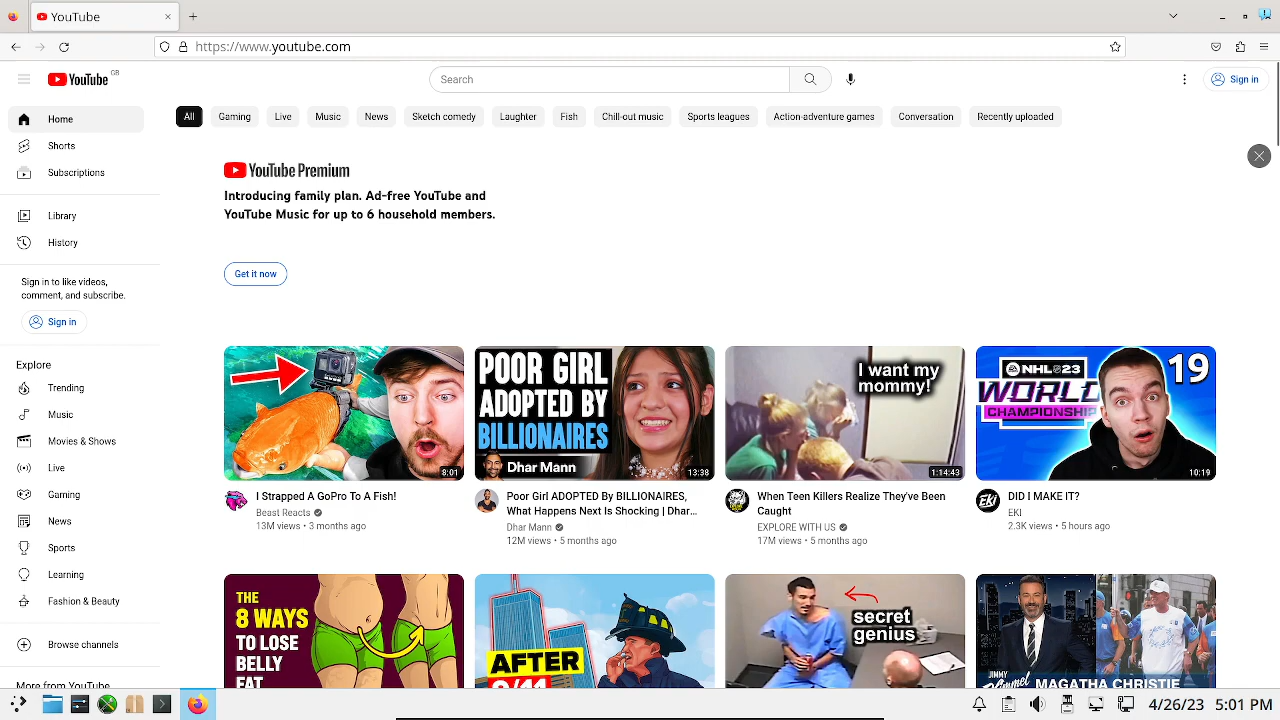 YouTube
https://www.youtube.com
YouTube GB
Search
Sign in
Home
Shorts
Subscriptions
Library
History
Sign in to like videos,
comment, and subscribe.
Sign in
Explore
Trending
Music
Movies & Shows
Live
Gaming
News
Sports
Learning
Fashion & Beauty
Browse channels
More from YouTube
All Gaming Live Music News Sketch comedy Laughter Fish Chill-out music Sports leagues Action-adventure games Conversation Recently uploaded
YouTube Premium
Introducing family plan. Ad-free YouTube and
YouTube Music for up to 6 household members.
Get it now
8:01
I Strapped A GoPro To A Fish!
Beast Reacts
13M views • 3 months ago
POOR GIRL
ADOPTED BY
BILLIONAIRES
Dhar Mann
13:38
Poor Girl ADOPTED By BILLIONAIRES,
What Happens Next Is Shocking | Dhar...
Dhar Mann
12M views • 5 months ago
I want my
mommy!
1:14:43
When Teen Killers Realize They've Been
Caught
EXPLORE WITH US
17M views • 5 months ago
NHL 23
WORLD
CHAMPIONSHIP
19
10:19
DID I MAKE IT?
EKI
2.3K views • 5 hours ago
THE
8 WAYS
TO LOSE
BELLY
FAT
AFTER
9/11
secret
genius
JIMMY
Kimmel
MAGATHA CHRISTIE
4/26/23 5:01 PM